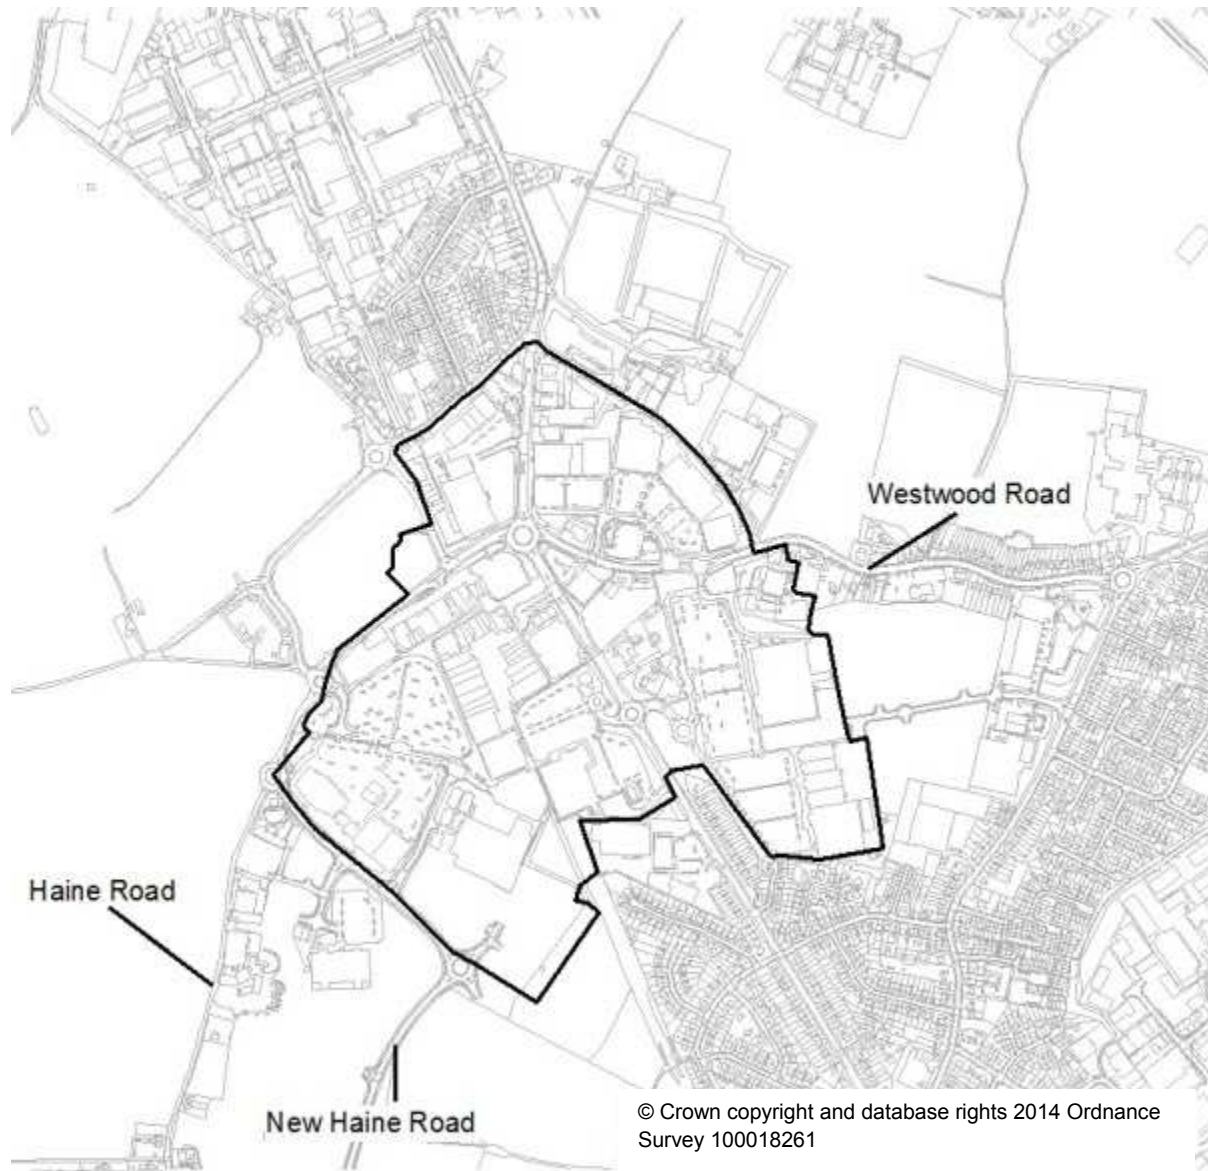 Westwood Road
Haine Road
New Haine Road
© Crown copyright and database rights 2014 Ordnance
Survey 100018261